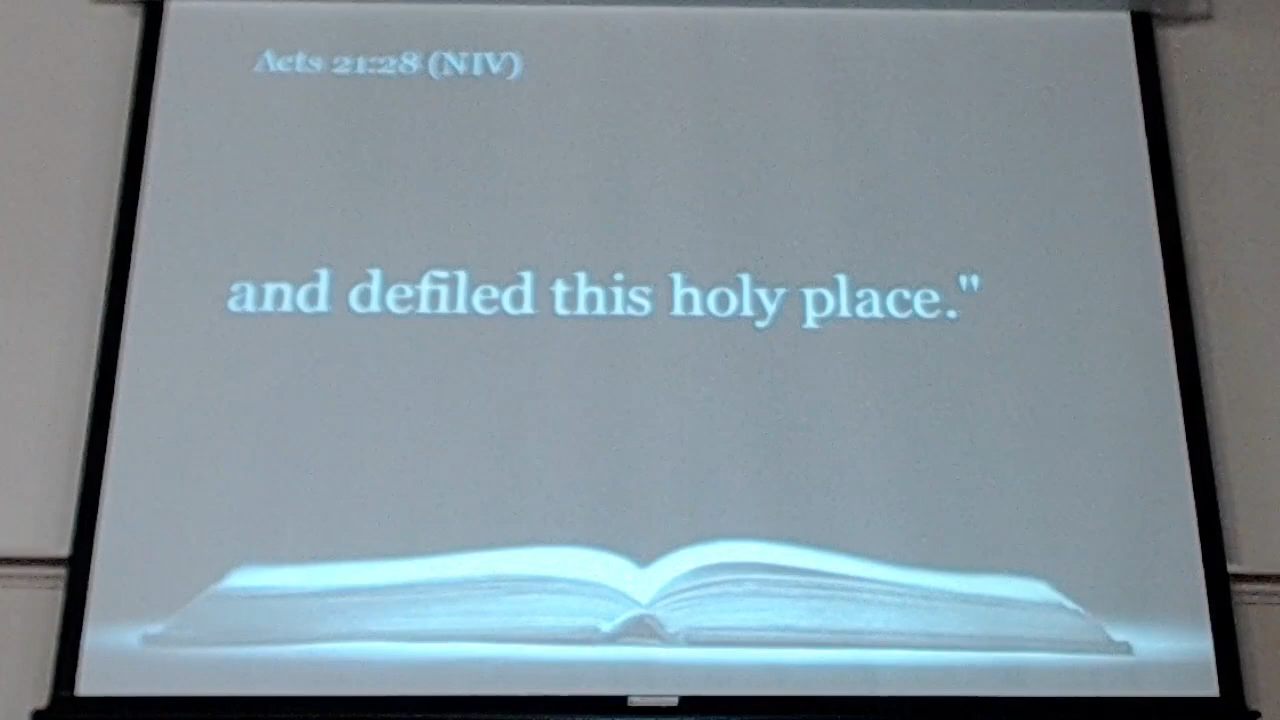 Acts 21:28 (NIV)
and defiled this holy place."